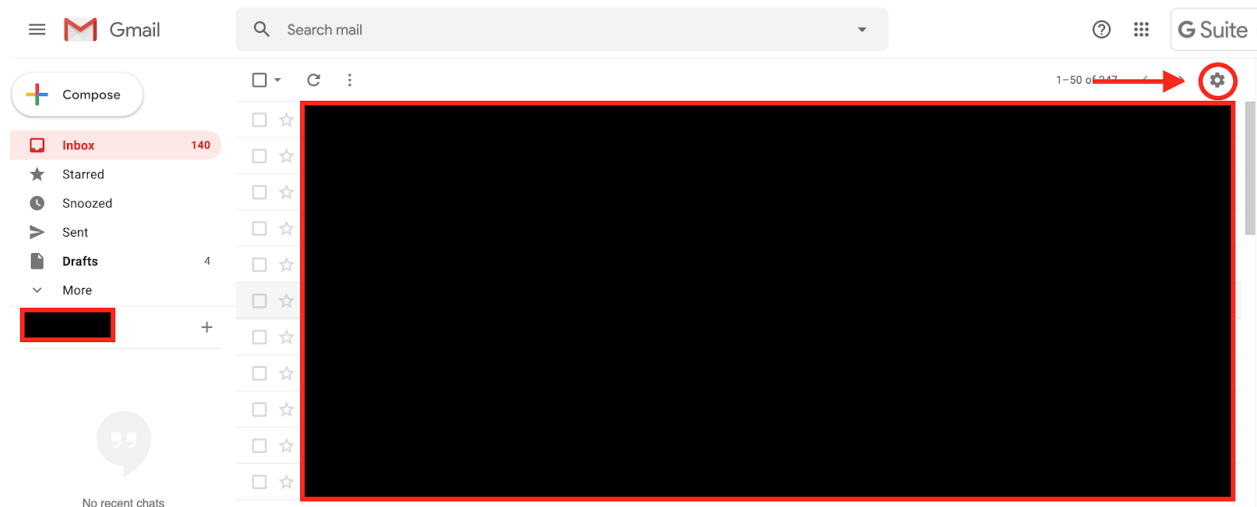 Gmail
Search mail
G Suite
Compose
1–50 of 247
Inbox 140
Starred
Snoozed
Sent
Drafts 4
More
No recent chats